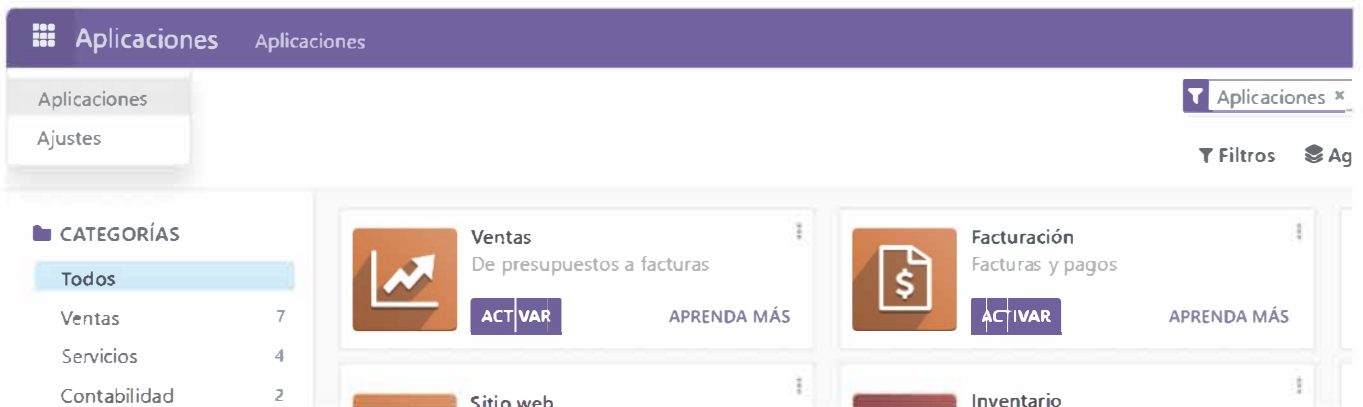 Aplicaciones Aplicaciones
Aplicaciones
Ajustes
Aplicaciones ×
Filtros Ag
CATEGORÍAS
Todos
Ventas 7
Servicios 4
Contabilidad 2
Ventas
De presupuestos a facturas
ACTIVAR APRENDA MÁS
Facturación
Facturas y pagos
ACTIVAR APRENDA MÁS
Sitio web
Inventario